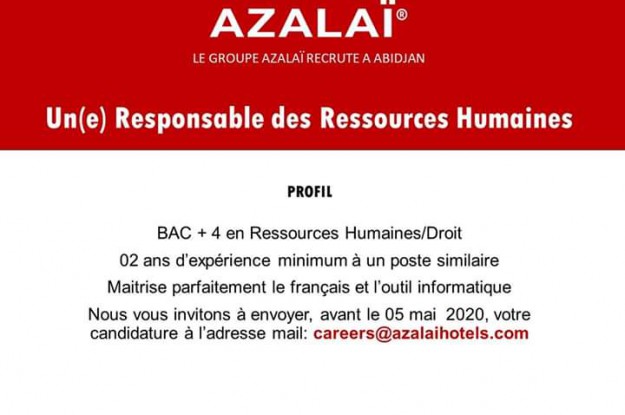 AZALAÏ®
LE GROUPE AZALAÏ RECRUTE A ABIDJAN
Un(e) Responsable des Ressources Humaines
PROFIL
BAC + 4 en Ressources Humaines/Droit
02 ans d'expérience minimum à un poste similaire
Maitrise parfaitement le français et l'outil informatique
Nous vous invitons à envoyer, avant le 05 mai 2020, votre
candidature à l'adresse mail: careers@azalaihotels.com